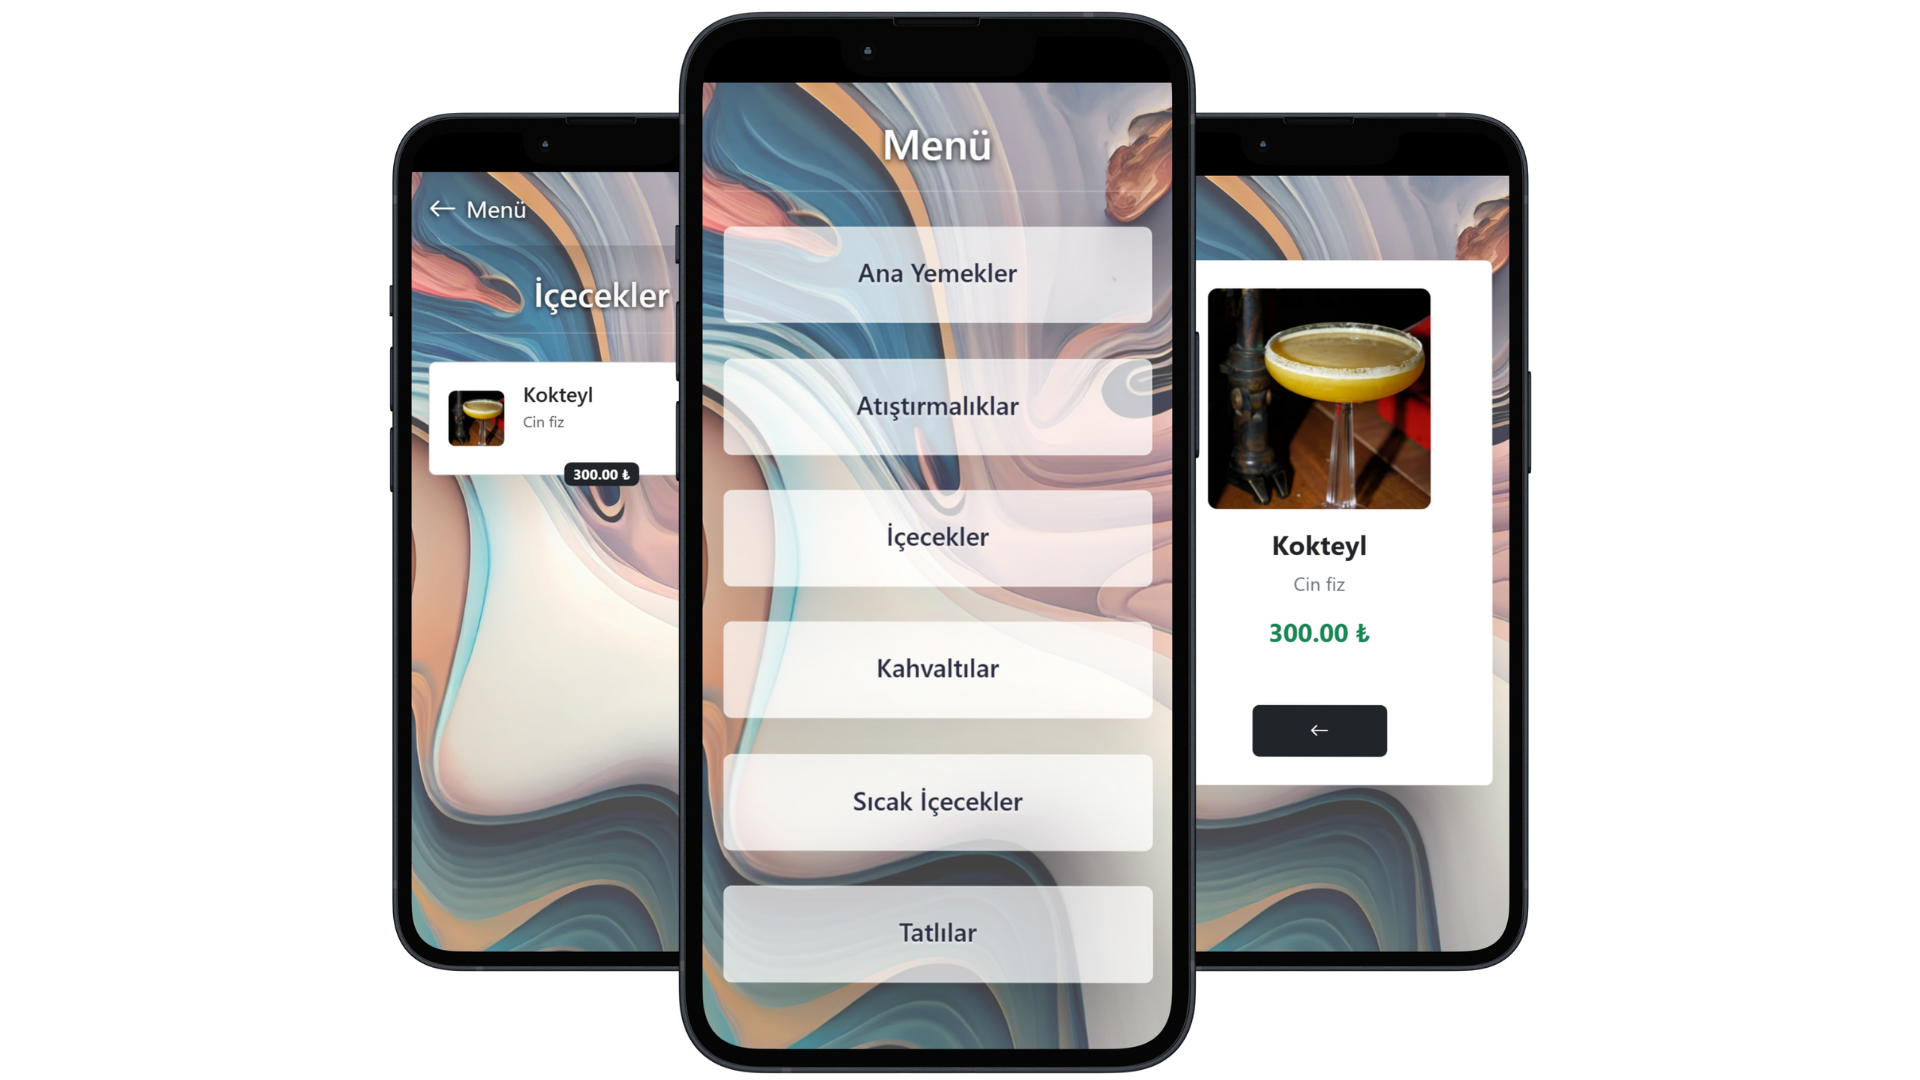 ← Menü
İçecekler
Kokteyl
Cin fiz
300.00 ₺
Menü
Ana Yemekler
Atıştırmalıklar
İçecekler
Kahvaltılar
Sıcak İçecekler
Tatlılar
Kokteyl
Cin fiz
300.00 ₺
←